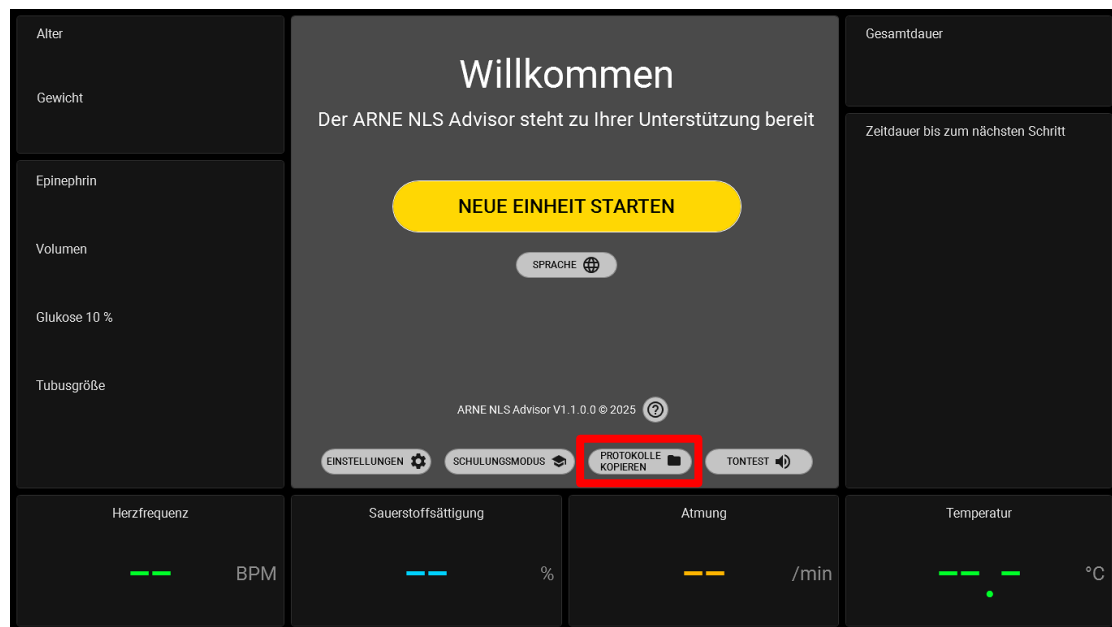 Alter
Gewicht
Epinephrin
Volumen
Glukose 10 %
Tubusgröße
Willkommen
Der ARNE NLS Advisor steht zu Ihrer Unterstützung bereit
NEUE EINHEIT STARTEN
SPRACHE
ARNE NLS Advisor V1.1.0.0 © 2025 ?
EINSTELLUNGEN
SCHULUNGSMODUS
PROTOKOLLE
KOPIEREN
TONTEST
Gesamtdauer
Zeitdauer bis zum nächsten Schritt
Herzfrequenz
-- BPM
Sauerstoffsättigung
-- %
Atmung
-- /min
Temperatur
--.- °C